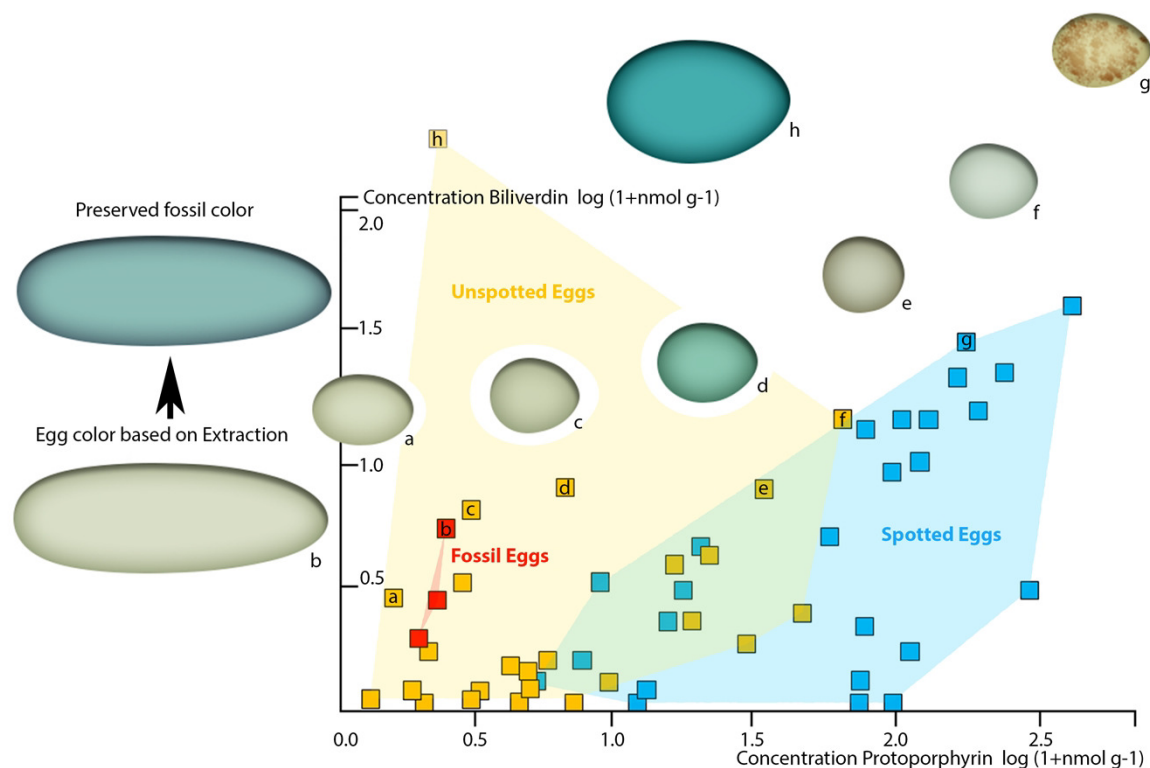 g
h
h
Concentration Biliverdin log (1+nmol g-1)
Preserved fossil color
f
2.0
Unspotted Eggs
e
1.5
g
d
c
f
Egg color based on Extraction
a
1.0
d
e
c
b
Spotted Eggs
Fossil Eggs
b
0.5
a
0.0
0.5
1.0
1.5
2.0
2.5
Concentration Protoporphyrin log (1+nmol g-1)